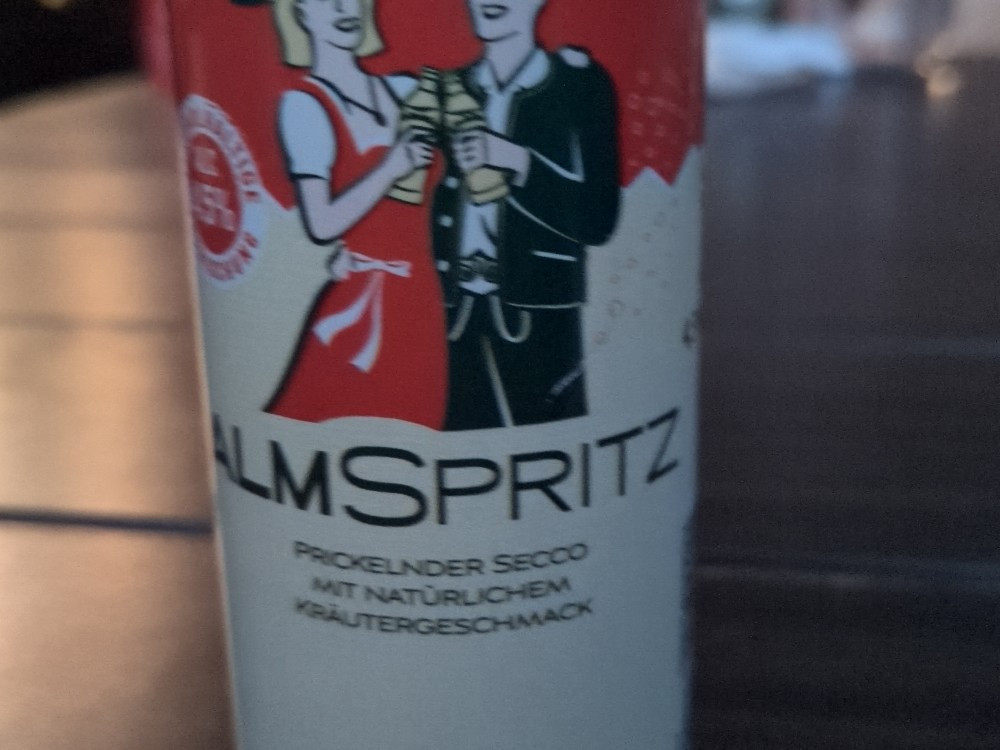 ALMSPRITZ
PRICKELNDER SECCO
MIT NATÜRLICHEM
KRÄUTERGESCHMACK